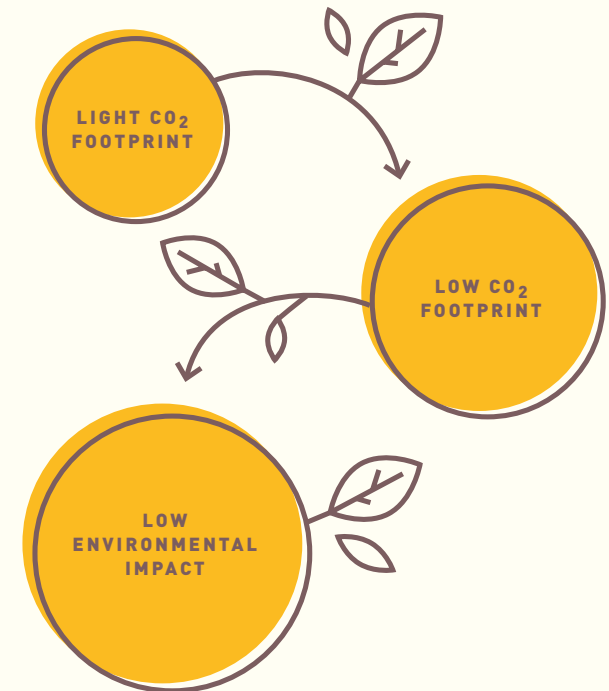 LIGHT CO₂
FOOTPRINT
LOW CO₂
FOOTPRINT
LOW
ENVIRONMENTAL
IMPACT